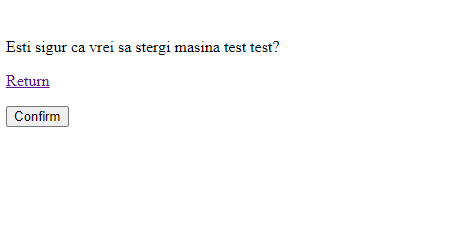 Esti sigur ca vrei sa stergi masina test test?
Return
Confirm